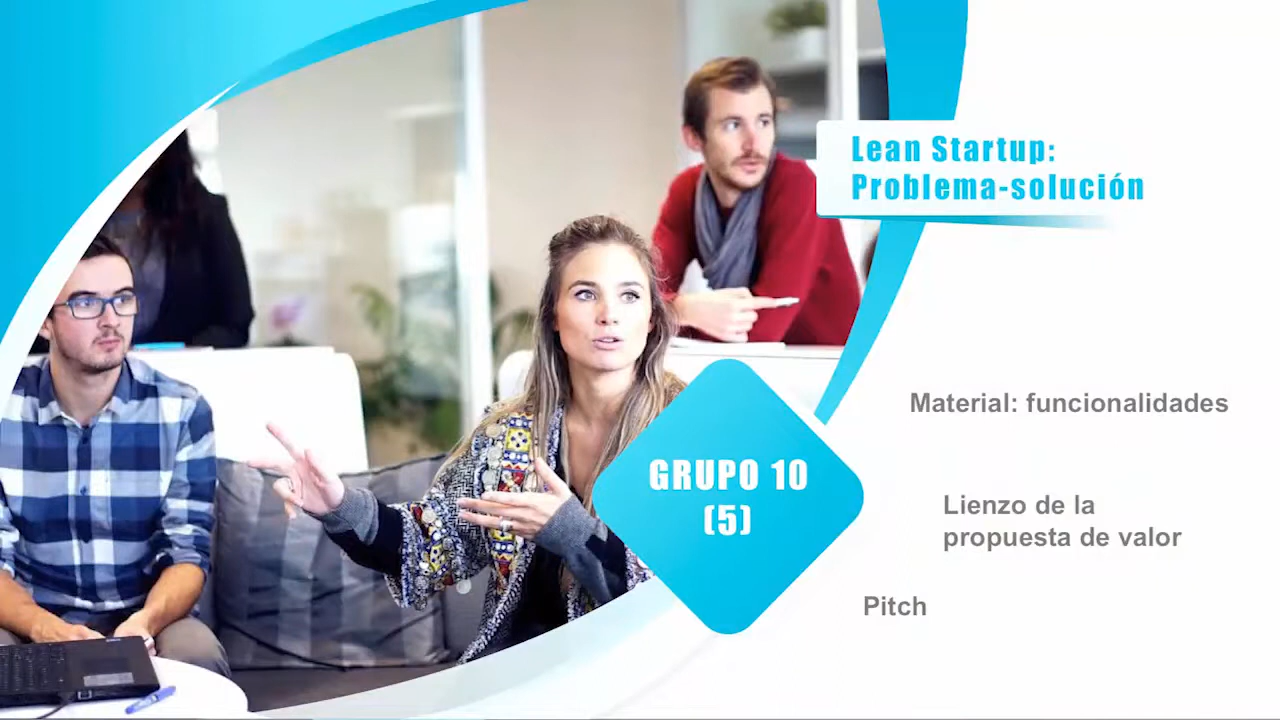 Lean Startup:
Problema-solución
Material: funcionalidades
GRUPO 10
(5)
Lienzo de la
propuesta de valor
Pitch